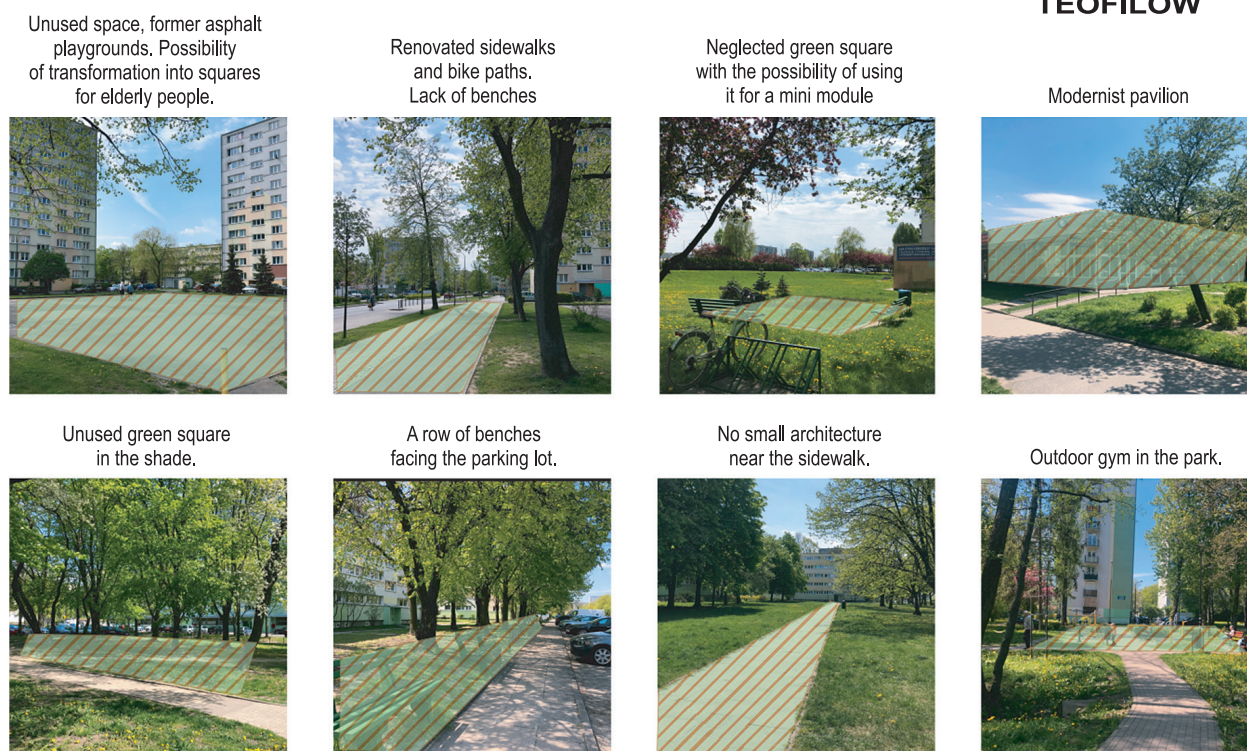 TEOFILOW
Unused space, former asphalt
playgrounds. Possibility
of transformation into squares
for elderly people.
Renovated sidewalks
and bike paths.
Lack of benches
Neglected green square
with the possibility of using
it for a mini module
Modernist pavilion
Unused green square
in the shade.
A row of benches
facing the parking lot.
No small architecture
near the sidewalk.
Outdoor gym in the park.